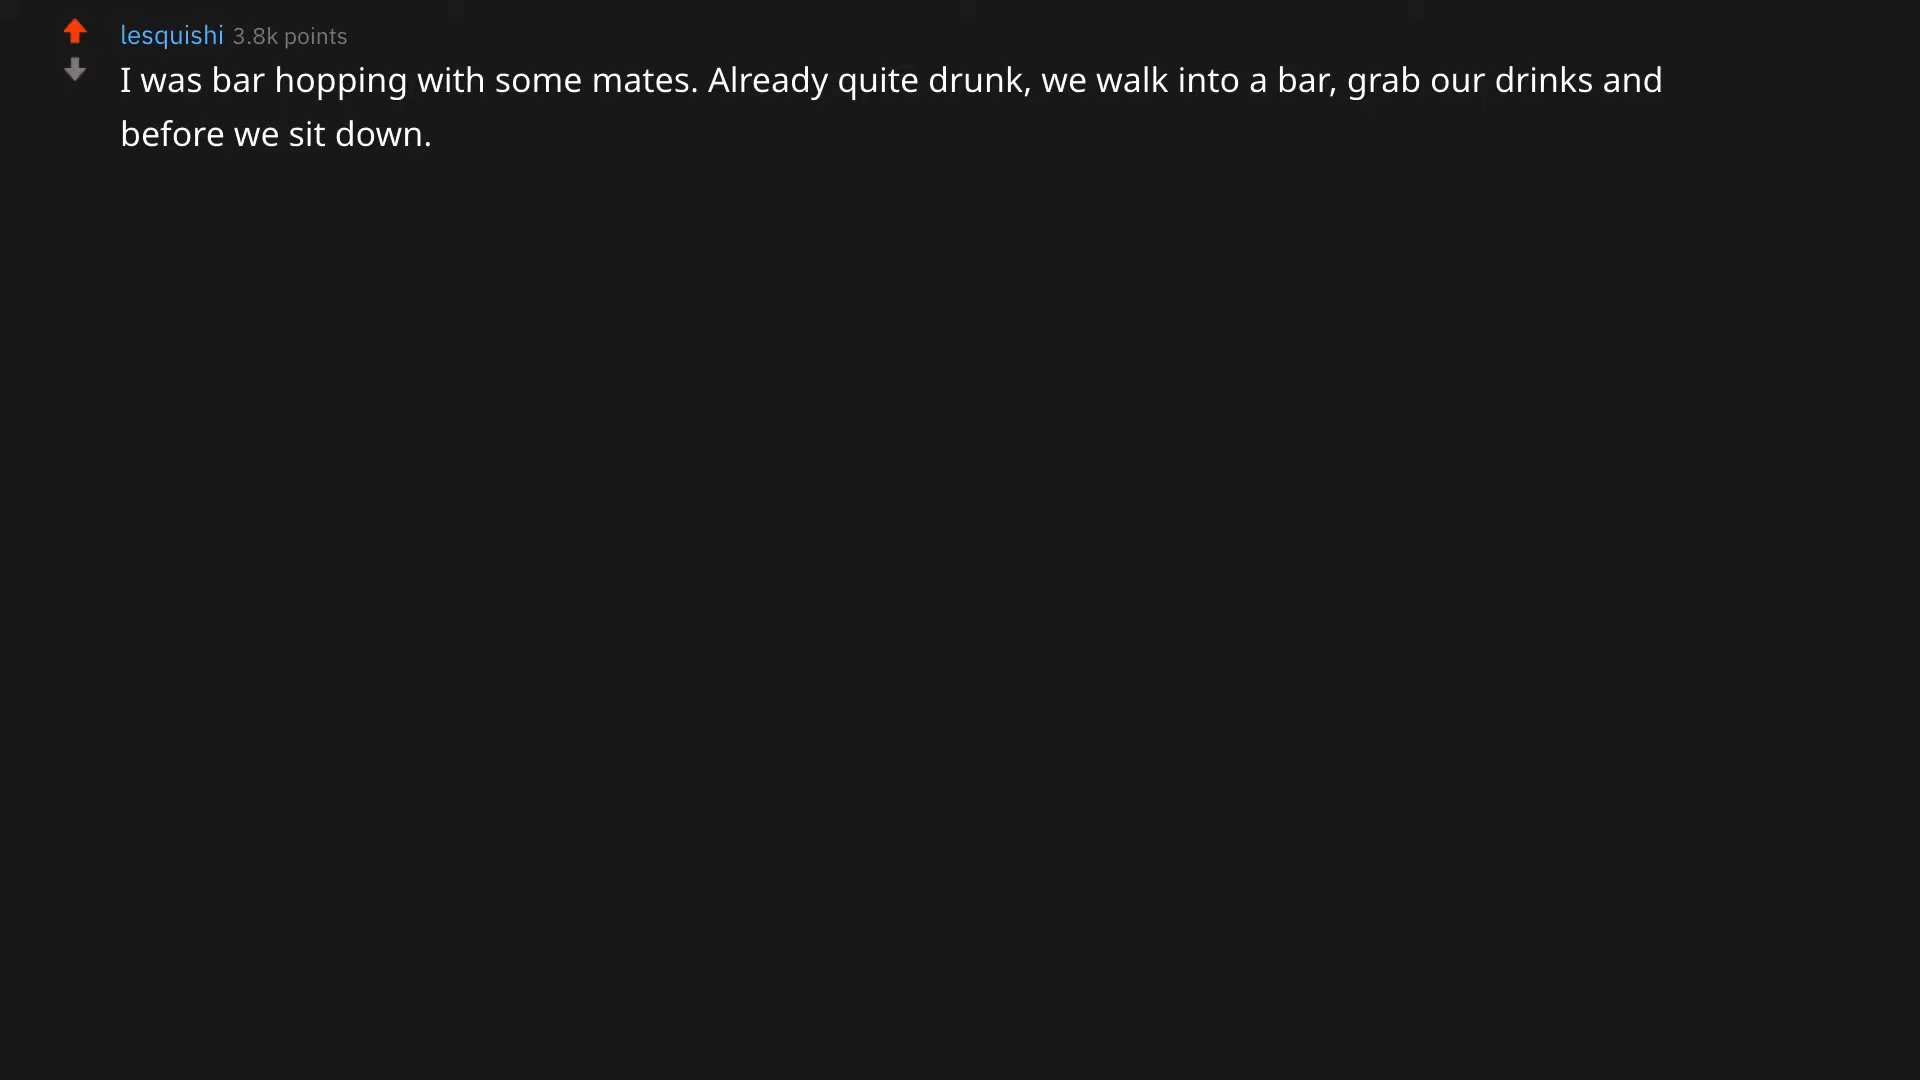 lesquishi 3.8k points
I was bar hopping with some mates. Already quite drunk, we walk into a bar, grab our drinks and
before we sit down.